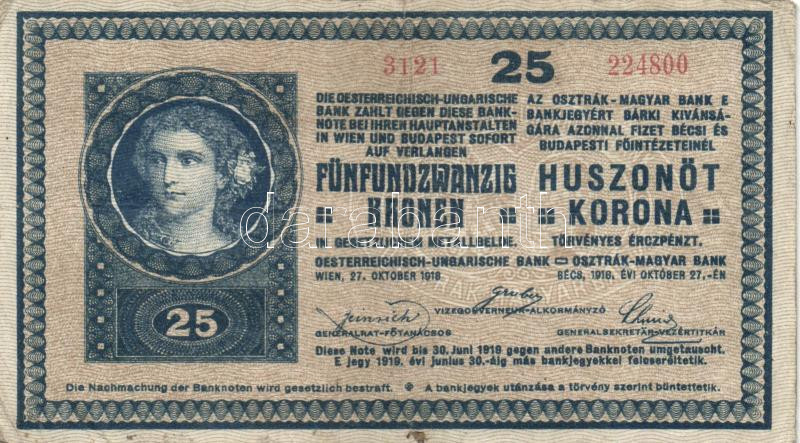 3121 25 224800
DIE OESTERREICHISCH-UNGARISCHE
BANK ZAHLT GEGEN DIESE BANK-
NOTE BEI IHREN HAUPTANSTALTEN
IN WIEN UND BUDAPEST SOFORT
AUF VERLANGEN
FÜNFUNDZWANZIG
KRONEN
IN GESETZLICHEM METALLGELDE.
OESTERREICHISCH-UNGARISCHE BANK
WIEN, 27. OKTOBER 1918
AZ OSZTRÁK-MAGYAR BANK E
BANKJEGYÉRT BÁRKI KIVÁNSÁ-
GÁRA AZONNAL FIZET BÉCSI ÉS
BUDAPESTI FŐINTÉZETEINÉL
HUSZONÖT
KORONA
TÖRVÉNYES ÉRCZPÉNZT.
OSZTRÁK-MAGYAR BANK
BÉCS, 1918. ÉVI OKTOBER 27.-ÉN
darabanth
25
Gruber
VIZEGOUVERNEUR-ALKORMÁNYZÓ
GENERALRAT-FŐTANÁCSOS
GENERALSEKRETÄR-VEZÉRTITKÁR
Diese Note wird bis 30. Juni 1919 gegen andere Banknoten umgetauscht.
E jegy 1919. évi junius 30.-áig más bankjegyekkel felcseréltetik.
Die Nachmachung der Banknoten wird gesetzlich bestraft. A bankjegyek utánzása a törvény szerint büntettetik.